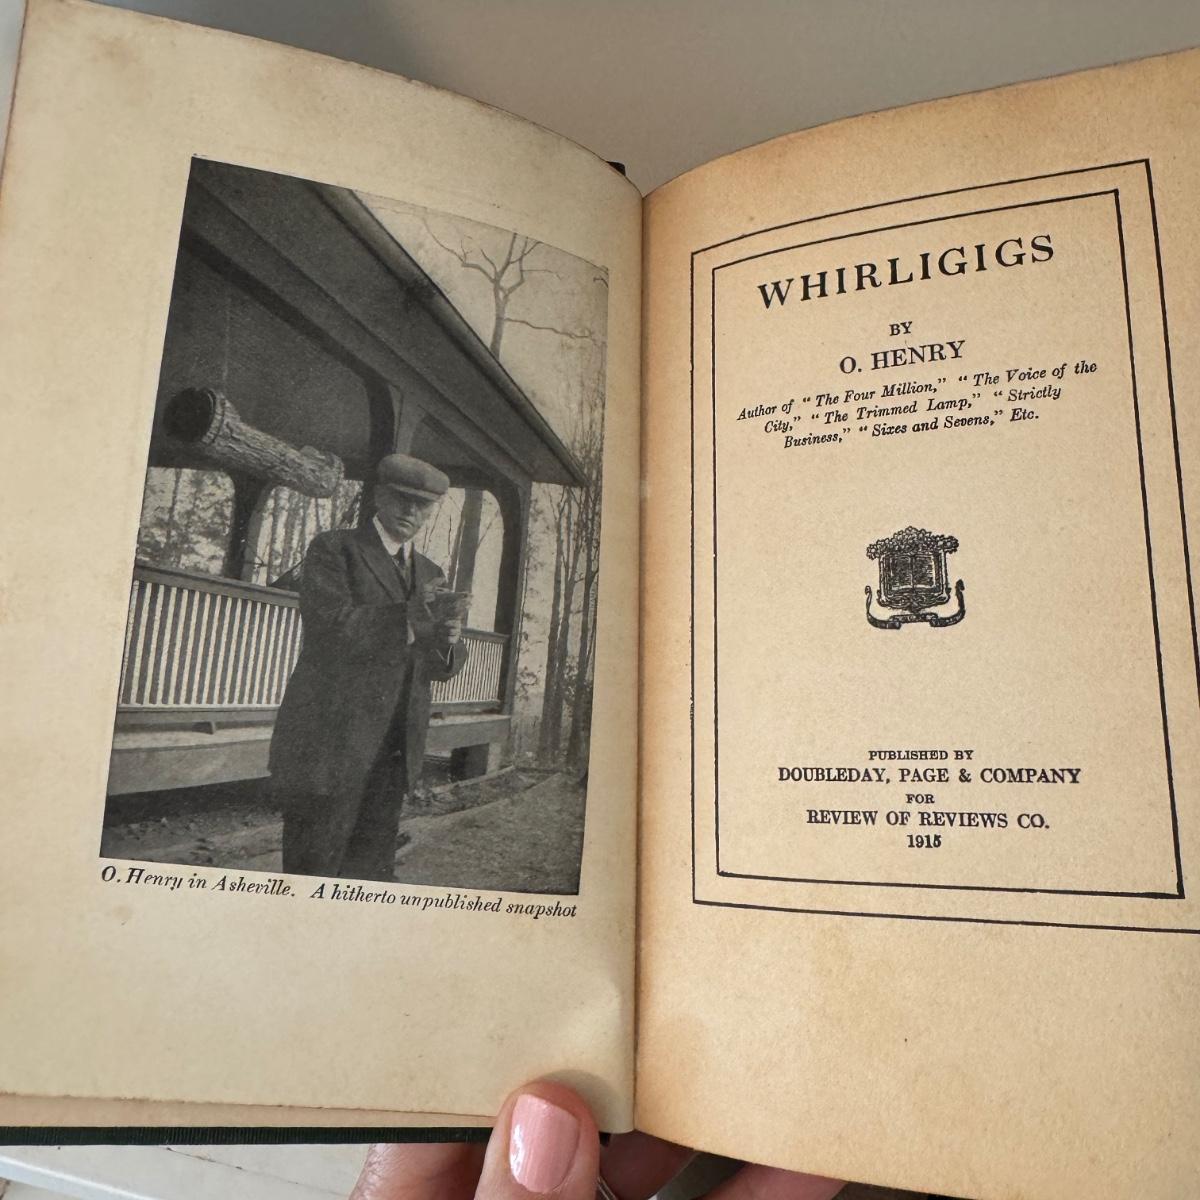 O. Henry in Asheville. A hitherto unpublished snapshot
WHIRLIGIGS
BY
O. HENRY
Author of “ The Four Million,” “ The Voice of the
City,” “ The Trimmed Lamp,” “ Strictly
Business,” “ Sixes and Sevens,” Etc.
PUBLISHED BY
DOUBLEDAY, PAGE & COMPANY
FOR
REVIEW OF REVIEWS CO.
1915